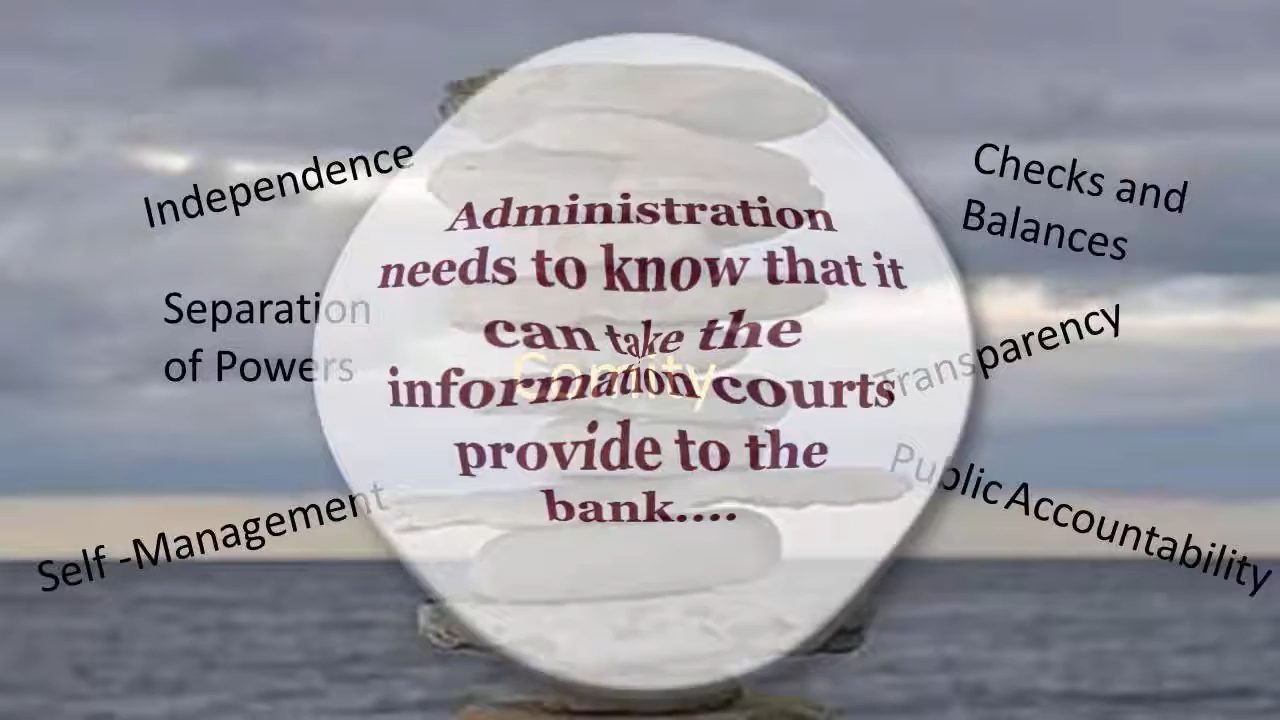 Independence
Separation
of Powers
Self -Management
Administration
needs to know that it
can take the
information courts
provide to the
bank....
Comity
Checks and
Balances
Transparency
Public Accountability